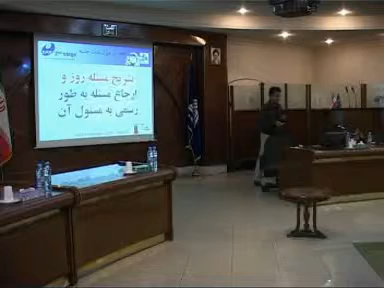 تشریح مسئله روز و
ارجاع مسئله به طور
رسمی به مسئول آن